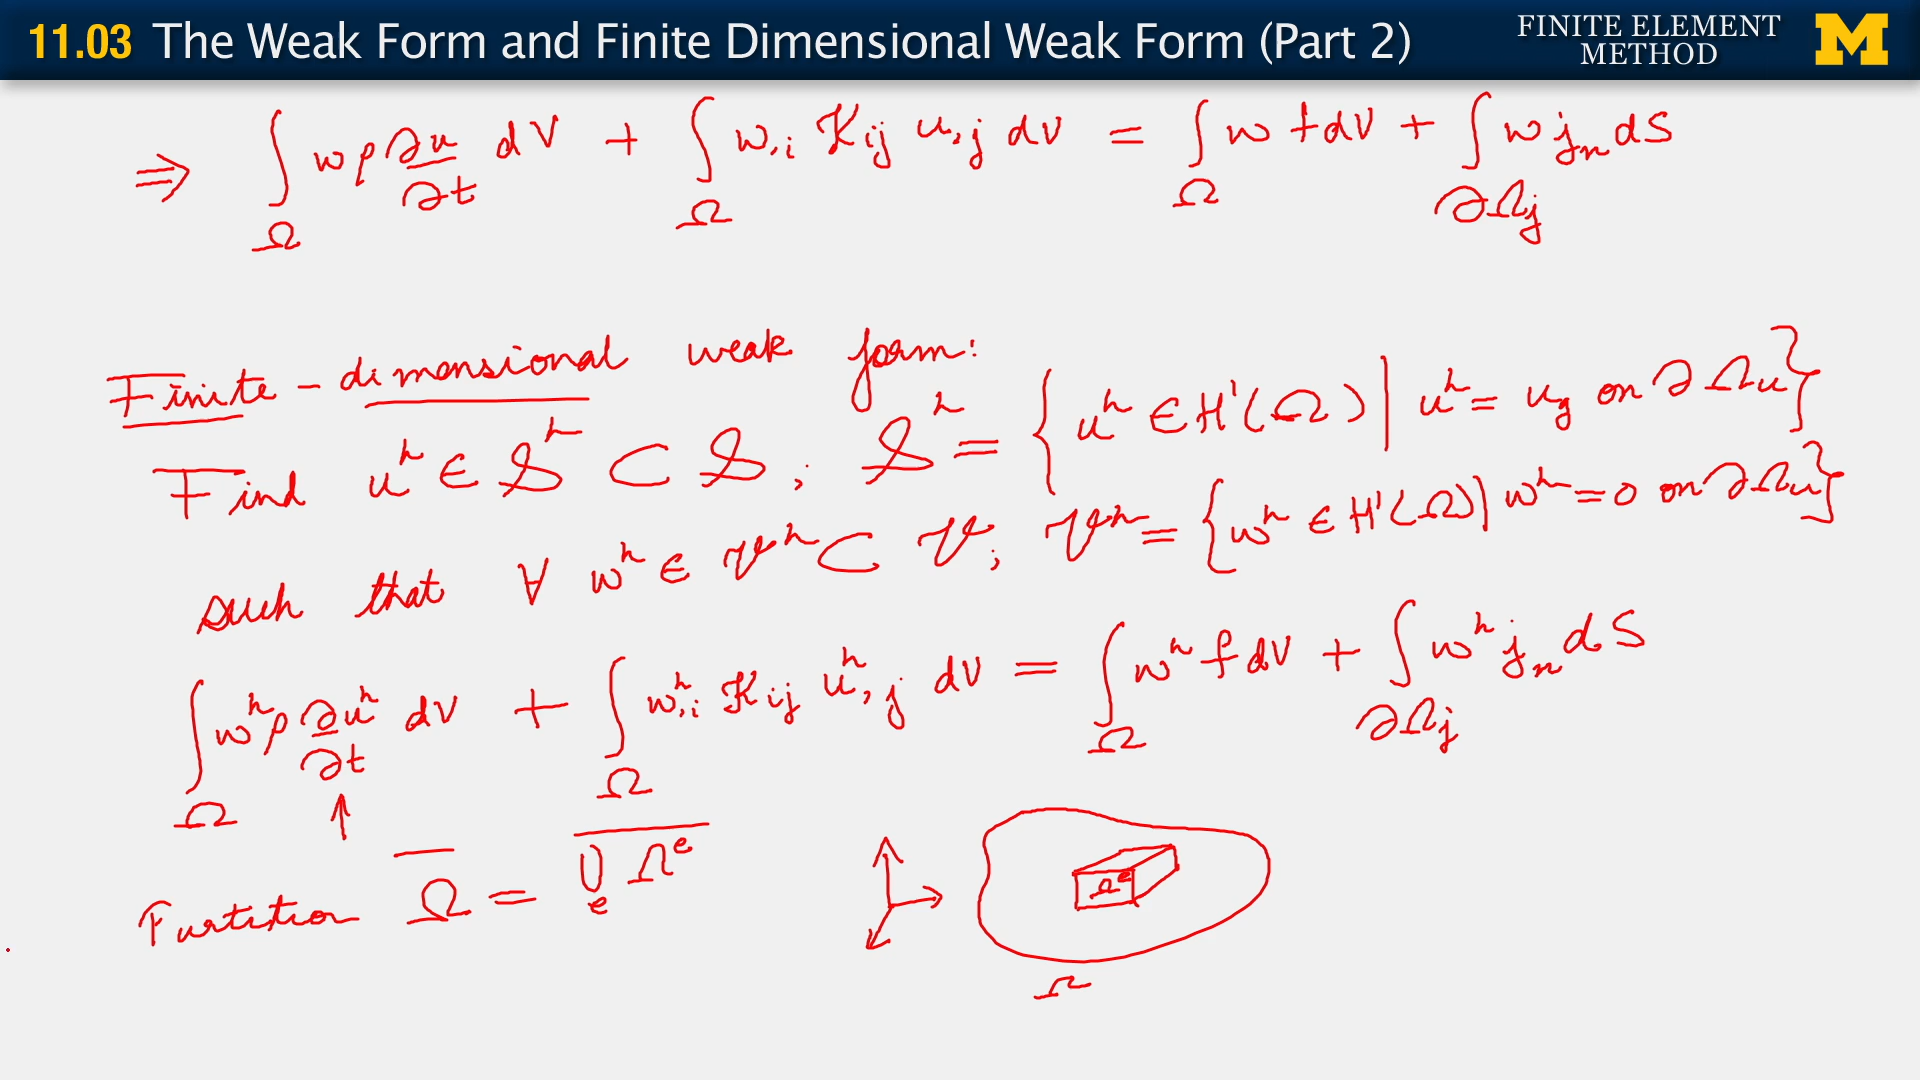 11.03 The Weak Form and Finite Dimensional Weak Form (Part 2)
FINITE ELEMENT
METHOD
M
⇒ ∫_Ω w ρ ∂u/∂t dV + ∫_Ω w,i κij u,j dV = ∫_Ω w f dV + ∫_∂Ωj w jn dS
Finite-dimensional weak form:
Find u^h ∈ 𝒮^h ⊂ 𝒮; 𝒮^h = { u^h ∈ H¹(Ω) | u^h = ug on ∂Ωu }
such that ∀ w^h ∈ 𝒱^h ⊂ 𝒱; 𝒱^h = { w^h ∈ H¹(Ω) | w^h = 0 on ∂Ωu }
∫_Ω w^h ρ ∂u^h/∂t dV + ∫_Ω w^h,i κij u^h,j dV = ∫_Ω w^h f dV + ∫_∂Ωj w^h jn dS
↑
Partition Ω̅ = ∪_e Ω^e
Ω^e
Ω